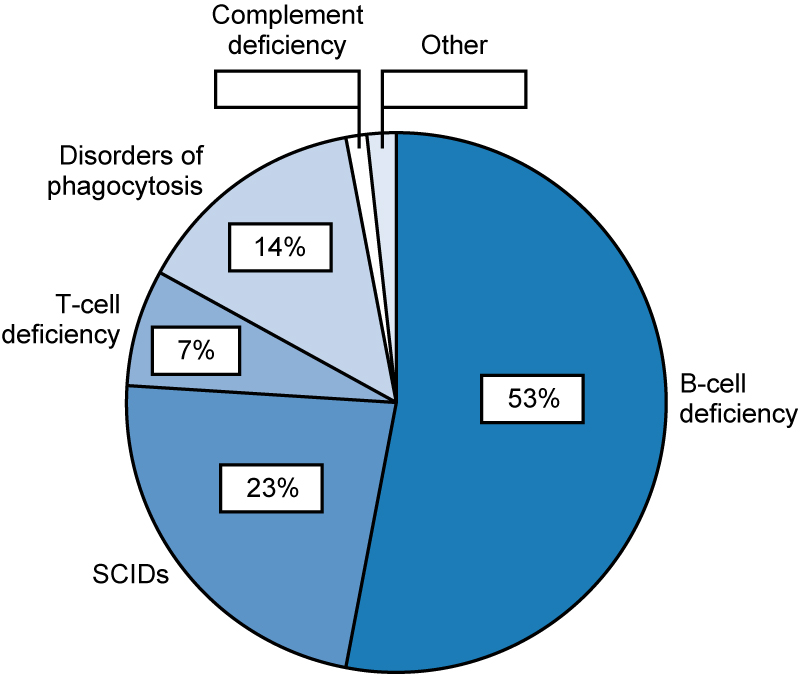 Complement
deficiency
Other
Disorders of
phagocytosis
14%
T-cell
deficiency
7%
53%
B-cell
deficiency
23%
SCIDs